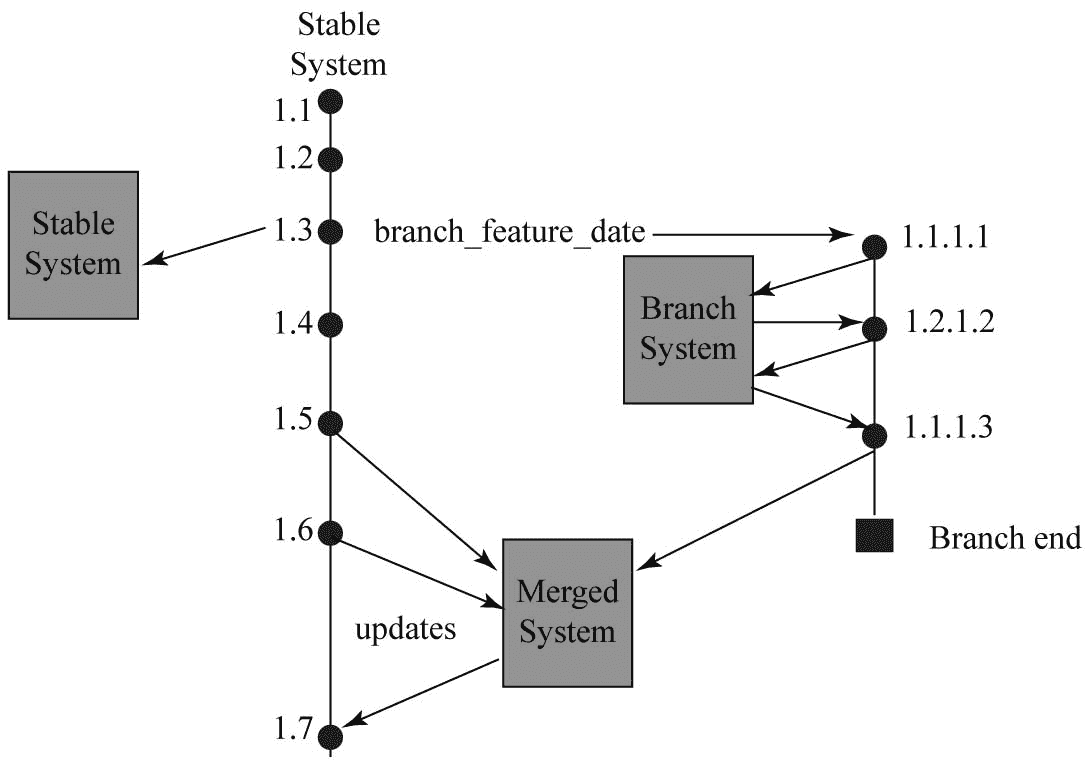 Stable
System
1.1
1.2
Stable
System
1.3
branch_feature_date
1.1.1.1
1.4
Branch
System
1.2.1.2
1.5
1.1.1.3
1.6
Branch end
Merged
System
updates
1.7